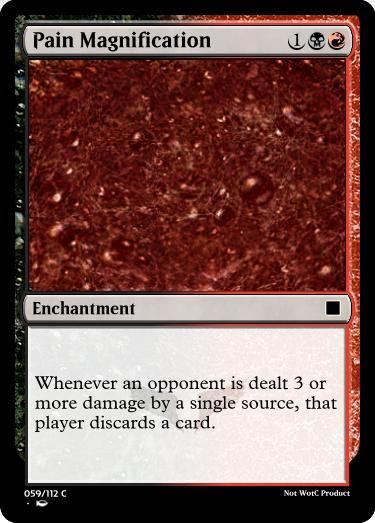 Pain Magnification 1
Enchantment
Whenever an opponent is dealt 3 or
more damage by a single source, that
player discards a card.
059/112 C
Not WotC Product